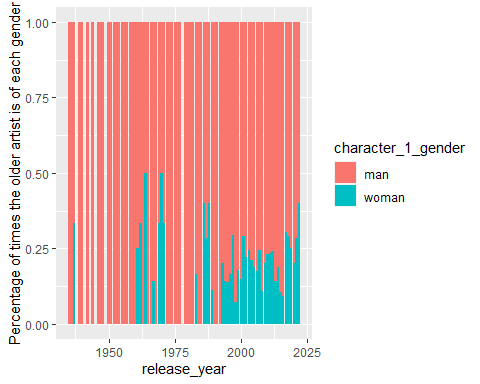 Percentage of times the older artist is of each gender
1.00
0.75
0.50
0.25
0.00
1950
1975
2000
2025
release_year
character_1_gender
man
woman